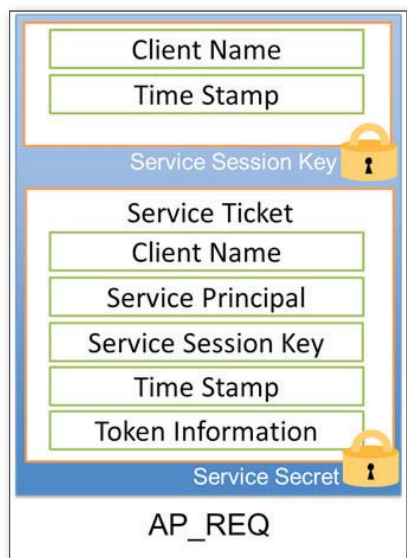 Client Name
Time Stamp
Service Session Key
Service Ticket
Client Name
Service Principal
Service Session Key
Time Stamp
Token Information
Service Secret
AP_REQ